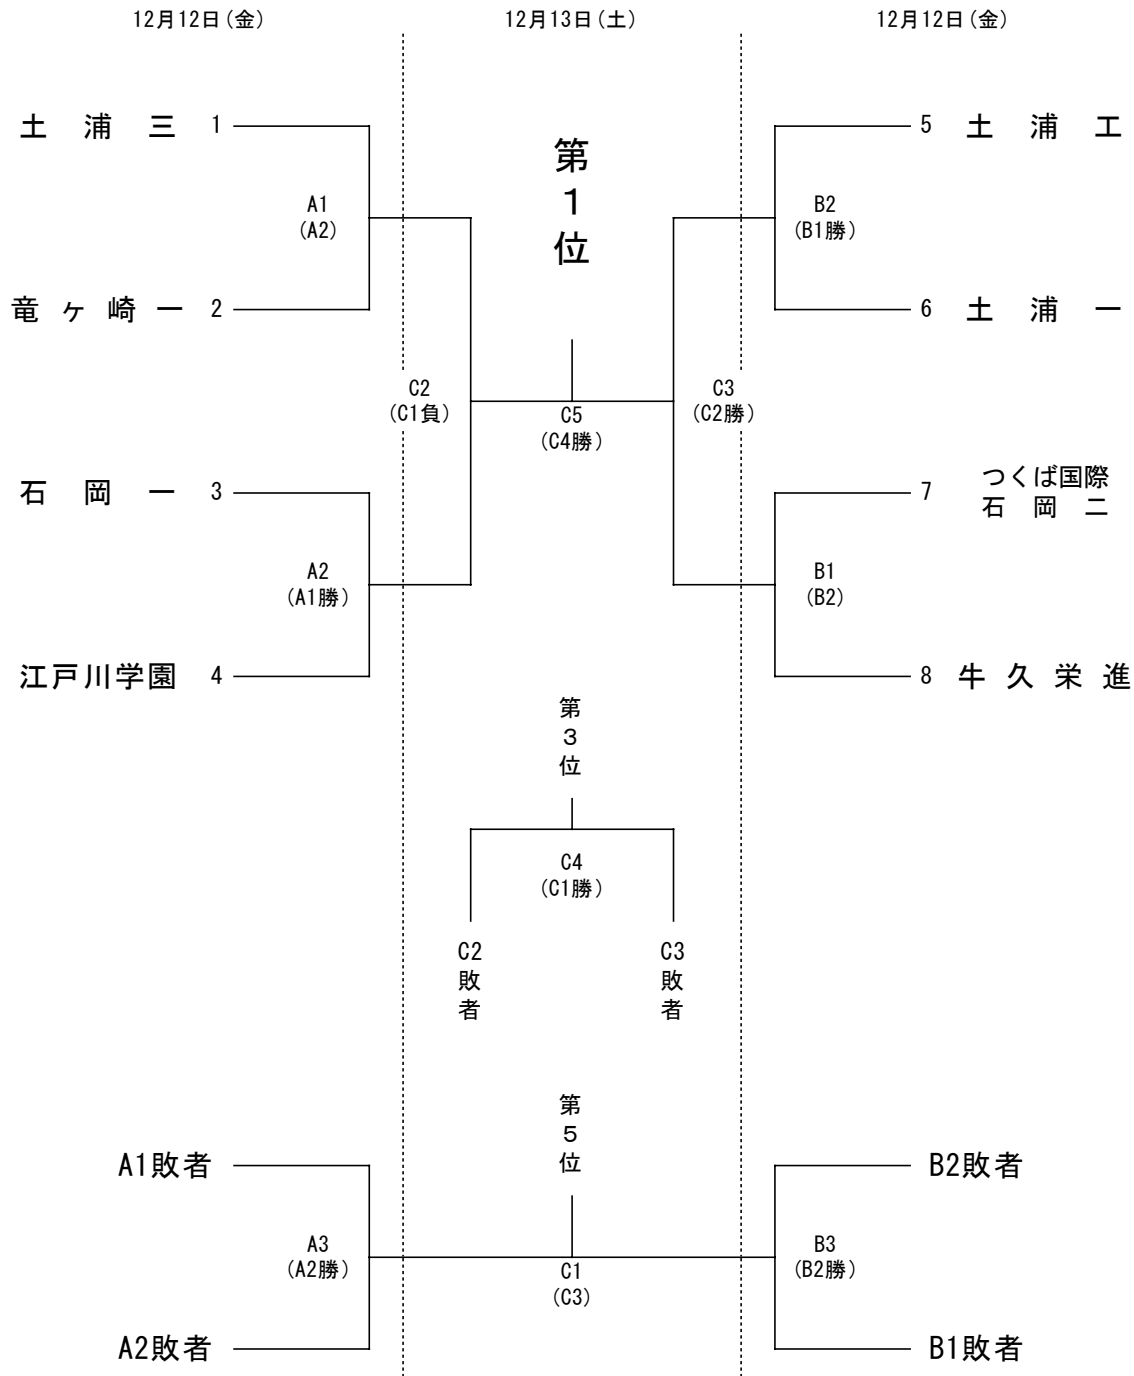 12月12日(金)
12月13日(土)
12月12日(金)
土浦三 1
5 土浦工
第1位
A1
(A2)
B2
(B1勝)
竜ヶ崎一 2
6 土浦一
C2
(C1負)
C3
(C2勝)
C5
(C4勝)
石岡一 3
7 つくば国際
石岡二
A2
(A1勝)
B1
(B2)
江戸川学園 4
8 牛久栄進
第3位
C4
(C1勝)
C2敗者
C3敗者
第5位
A1敗者
B2敗者
A3
(A2勝)
B3
(B2勝)
C1
(C3)
A2敗者
B1敗者